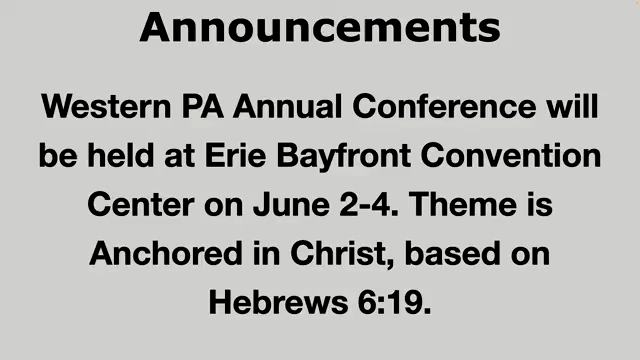 Announcements
Western PA Annual Conference will
be held at Erie Bayfront Convention
Center on June 2-4. Theme is
Anchored in Christ, based on
Hebrews 6:19.